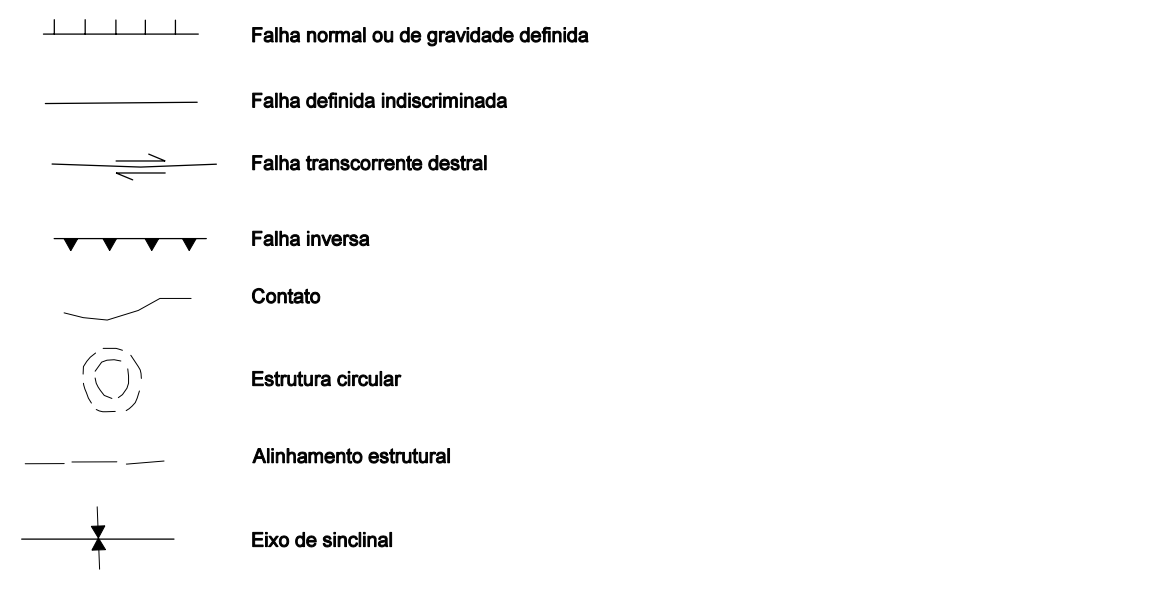 Falha normal ou de gravidade definida
Falha definida indiscriminada
Falha transcorrente destral
Falha inversa
Contato
Estrutura circular
Alinhamento estrutural
Eixo de sinclinal